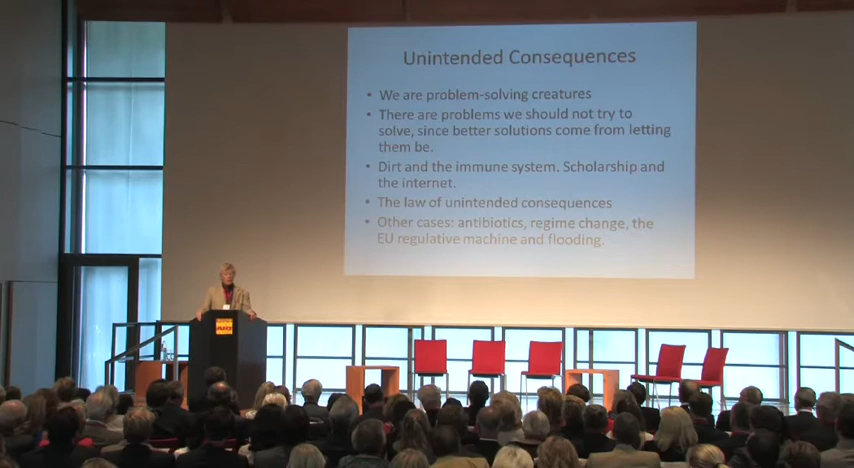 Unintended Consequences
• We are problem-solving creatures
• There are problems we should not try to
solve, since better solutions come from letting
them be.
• Dirt and the immune system. Scholarship and
the internet.
• The law of unintended consequences
• Other cases: antibiotics, regime change, the
EU regulative machine and flooding.
ART